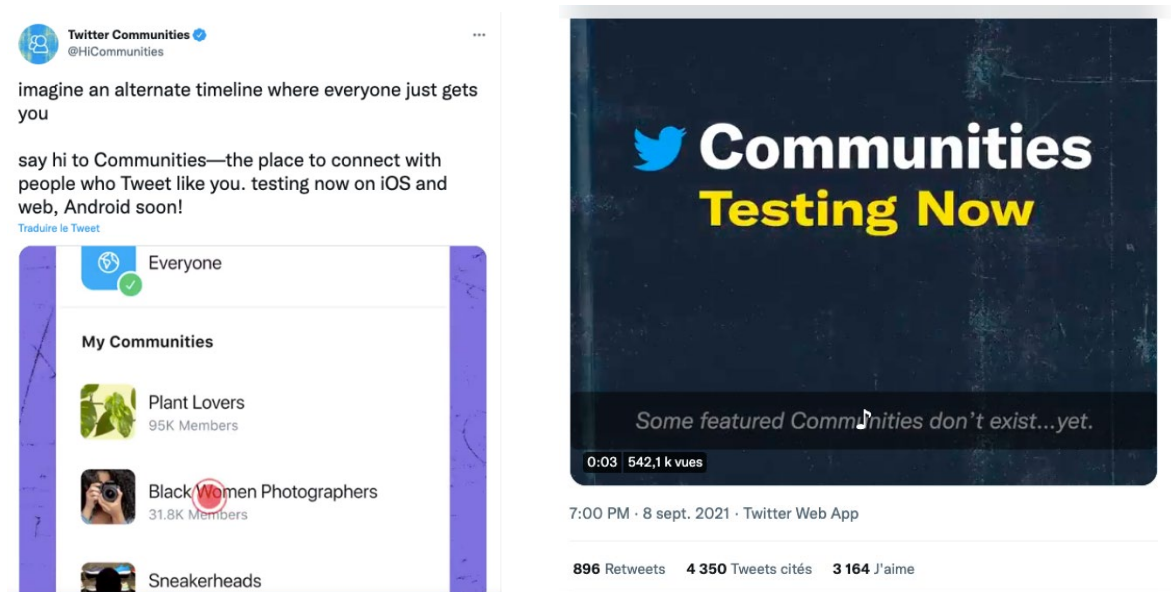 Twitter Communities
@HiCommunities
imagine an alternate timeline where everyone just gets
you
say hi to Communities—the place to connect with
people who Tweet like you. testing now on iOS and
web, Android soon!
Traduire le Tweet
Everyone
My Communities
Plant Lovers
95K Members
Black Women Photographers
31.8K Members
Sneakerheads
Communities
Testing Now
Some featured Communities don't exist...yet.
0:03 542,1 k vues
7:00 PM · 8 sept. 2021 · Twitter Web App
896 Retweets 4 350 Tweets cités 3 164 J'aime